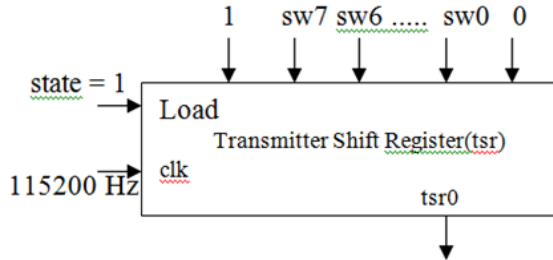 1 sw7 sw6 ..... sw0 0
state = 1
Load
Transmitter Shift Register(tsr)
clk
115200 Hz
tsr0